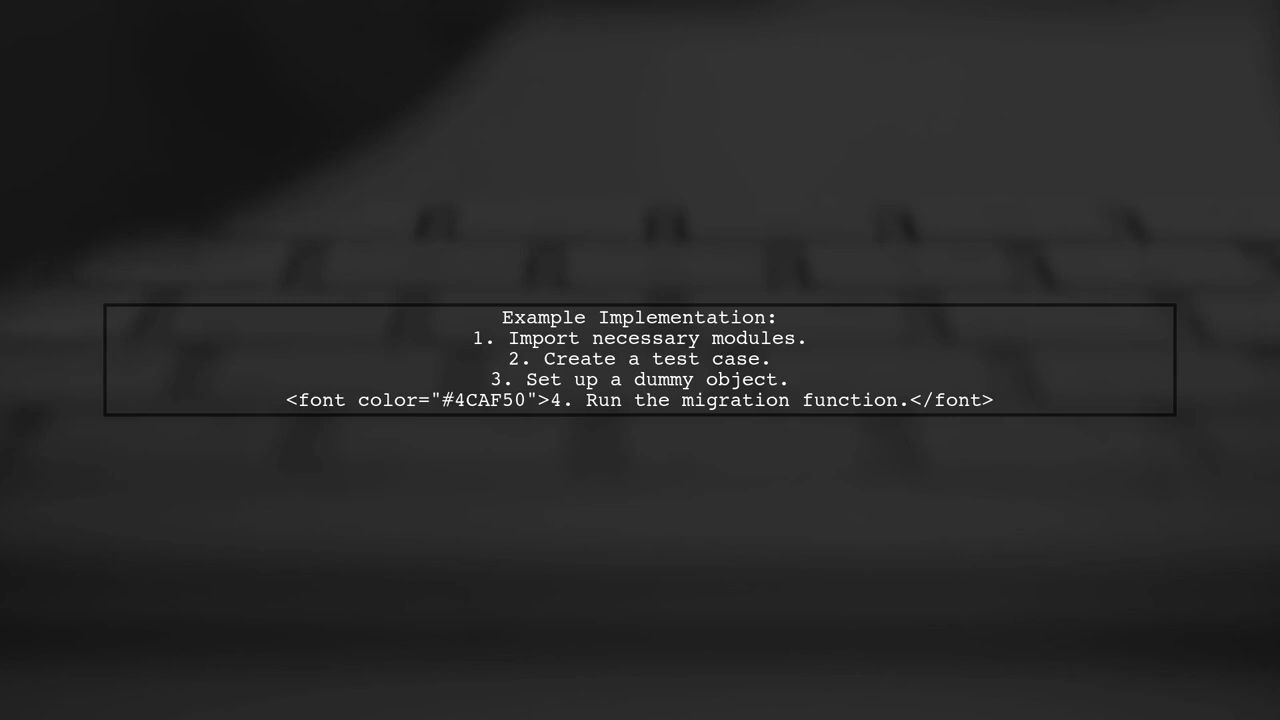 Example Implementation:
1. Import necessary modules.
2. Create a test case.
3. Set up a dummy object.
<font color="#4CAF50">4. Run the migration function.</font>